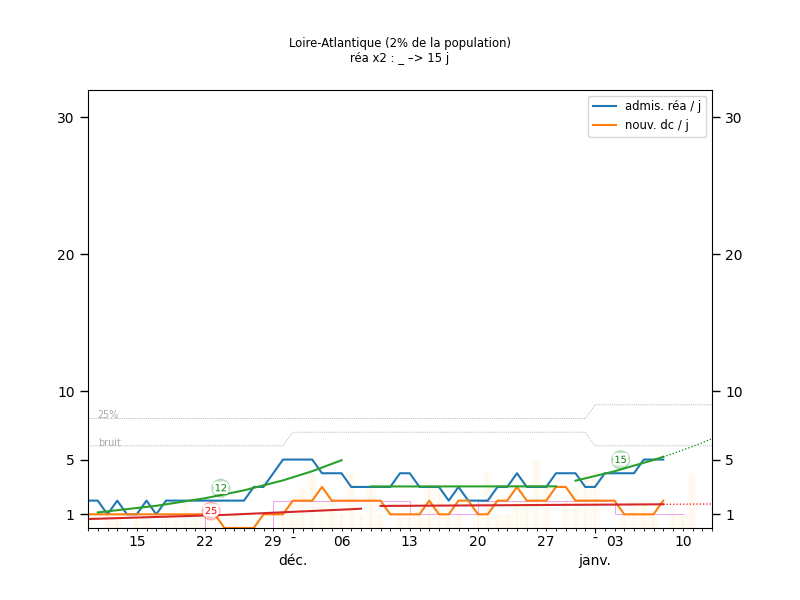 Loire-Atlantique (2% de la population)
réa x2 : _ –> 15 j
admis. réa / j
nouv. dc / j
30 30
20 20
10 10
25%
bruit
5 5
15
12
25
1 1
15 22 29 - 06 13 20 27 - 03 10
déc. janv.